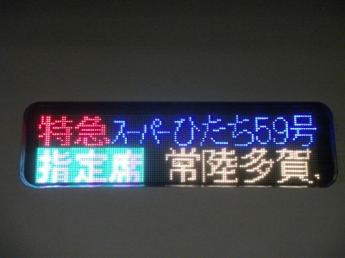 特急スーパーひたち59号
指定席 常陸多賀